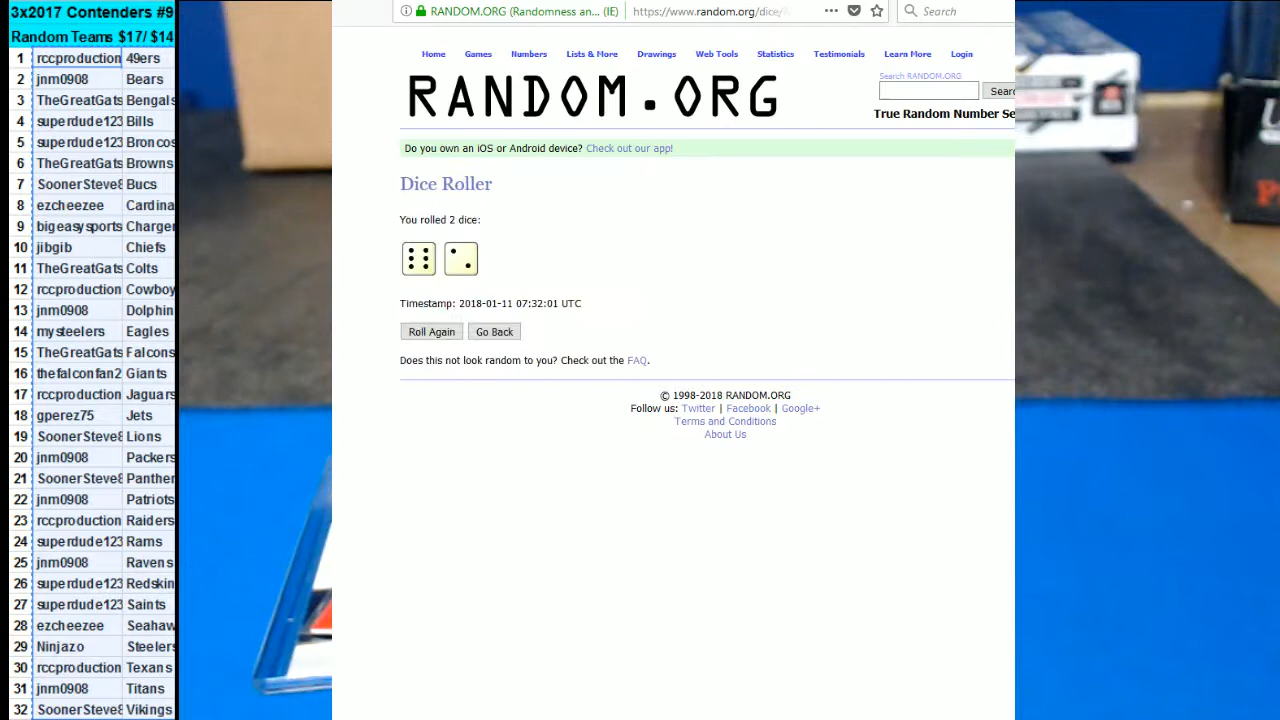 3x2017 Contenders #9
Random Teams $17/ $14
1 rccproduction 49ers
2 jnm0908 Bears
3 TheGreatGats Bengals
4 superdude123 Bills
5 superdude123 Broncos
6 TheGreatGats Browns
7 SoonerSteve8 Bucs
8 ezcheezee Cardina
9 bigeasysports Charger
10 jibgib Chiefs
11 TheGreatGats Colts
12 rccproduction Cowboy
13 jnm0908 Dolphin
14 mysteelers Eagles
15 TheGreatGats Falcons
16 thefalconfan2 Giants
17 rccproduction Jaguars
18 gperez75 Jets
19 SoonerSteve8 Lions
20 jnm0908 Packers
21 SoonerSteve8 Panther
22 jnm0908 Patriots
23 rccproduction Raiders
24 superdude123 Rams
25 jnm0908 Ravens
26 superdude123 Redskin
27 superdude123 Saints
28 ezcheezee Seahaw
29 Ninjazo Steelers
30 rccproduction Texans
31 jnm0908 Titans
32 SoonerSteve8 Vikings
RANDOM.ORG (Randomness an... (IE) https://www.random.org/dice/ Search
Home Games Numbers Lists & More Drawings Web Tools Statistics Testimonials Learn More Login
RANDOM.ORG
Search RANDOM.ORG
Searc
True Random Number Se
Do you own an iOS or Android device? Check out our app!
Dice Roller
You rolled 2 dice:
Timestamp: 2018-01-11 07:32:01 UTC
Roll Again Go Back
Does this not look random to you? Check out the FAQ.
© 1998-2018 RANDOM.ORG
Follow us: Twitter | Facebook | Google+
Terms and Conditions
About Us